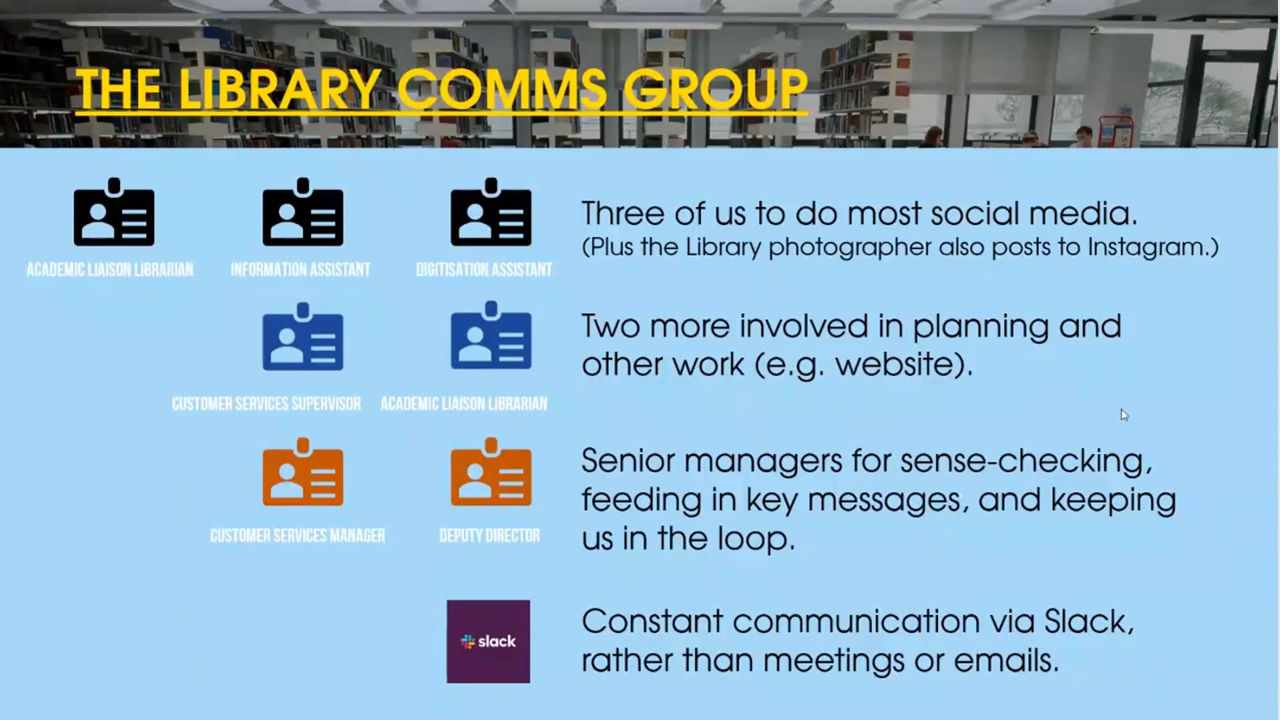 THE LIBRARY COMMS GROUP
ACADEMIC LIAISON LIBRARIAN
INFORMATION ASSISTANT
DIGITISATION ASSISTANT
Three of us to do most social media.
(Plus the Library photographer also posts to Instagram.)
CUSTOMER SERVICES SUPERVISOR
ACADEMIC LIAISON LIBRARIAN
Two more involved in planning and
other work (e.g. website).
CUSTOMER SERVICES MANAGER
DEPUTY DIRECTOR
Senior managers for sense-checking,
feeding in key messages, and keeping
us in the loop.
slack
Constant communication via Slack,
rather than meetings or emails.